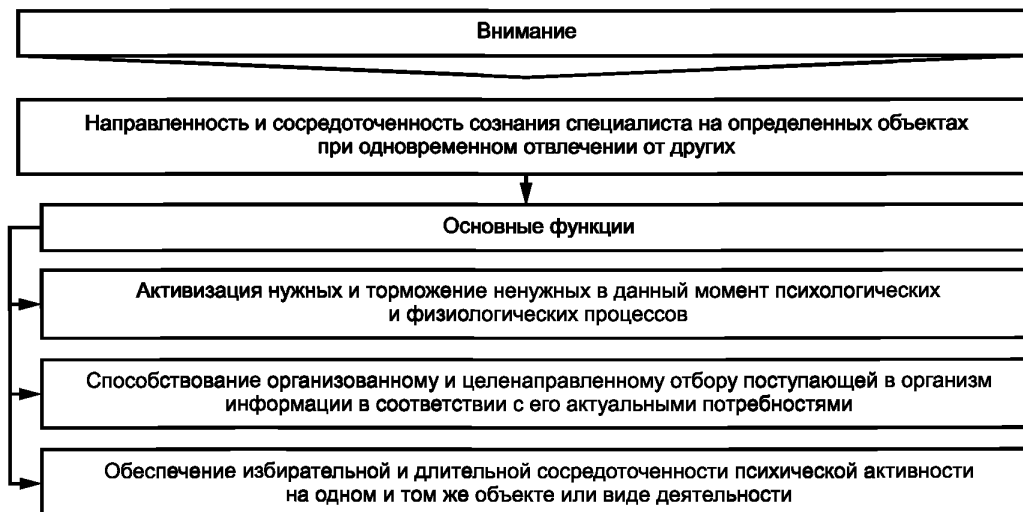 Внимание
Направленность и сосредоточенность сознания специалиста на определенных объектах
при одновременном отвлечении от других
Основные функции
Активизация нужных и торможение ненужных в данный момент психологических
и физиологических процессов
Способствование организованному и целенаправленному отбору поступающей в организм
информации в соответствии с его актуальными потребностями
Обеспечение избирательной и длительной сосредоточенности психической активности
на одном и том же объекте или виде деятельности